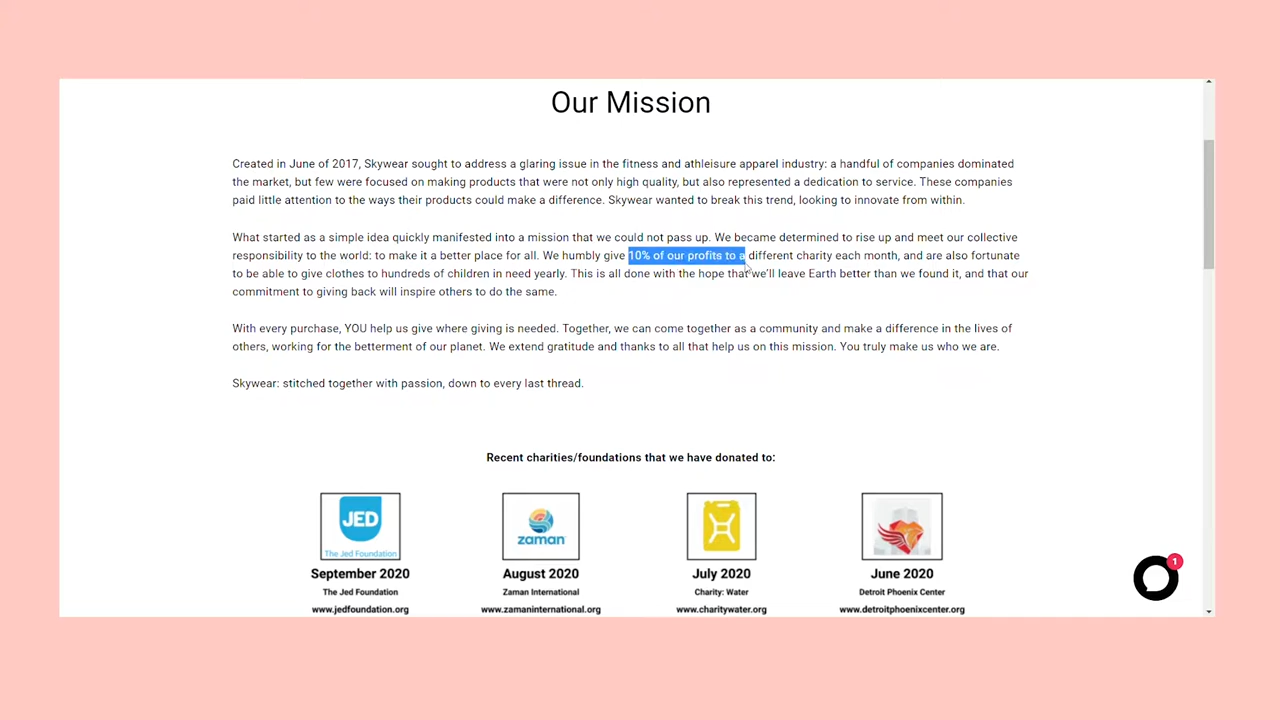 Our Mission
Created in June of 2017, Skywear sought to address a glaring issue in the fitness and athleisure apparel industry: a handful of companies dominated
the market, but few were focused on making products that were not only high quality, but also represented a dedication to service. These companies
paid little attention to the ways their products could make a difference. Skywear wanted to break this trend, looking to innovate from within.
What started as a simple idea quickly manifested into a mission that we could not pass up. We became determined to rise up and meet our collective
responsibility to the world: to make it a better place for all. We humbly give 10% of our profits to a different charity each month, and are also fortunate
to be able to give clothes to hundreds of children in need yearly. This is all done with the hope that we'll leave Earth better than we found it, and that our
commitment to giving back will inspire others to do the same.
With every purchase, YOU help us give where giving is needed. Together, we can come together as a community and make a difference in the lives of
others, working for the betterment of our planet. We extend gratitude and thanks to all that help us on this mission. You truly make us who we are.
Skywear: stitched together with passion, down to every last thread.
Recent charities/foundations that we have donated to:
JED
The Jed Foundation
zaman
September 2020 August 2020 July 2020 June 2020
The Jed Foundation Zaman International Charity: Water Detroit Phoenix Center
www.jedfoundation.org www.zamaninternational.org www.charitywater.org www.detroitphoenixcenter.org
1